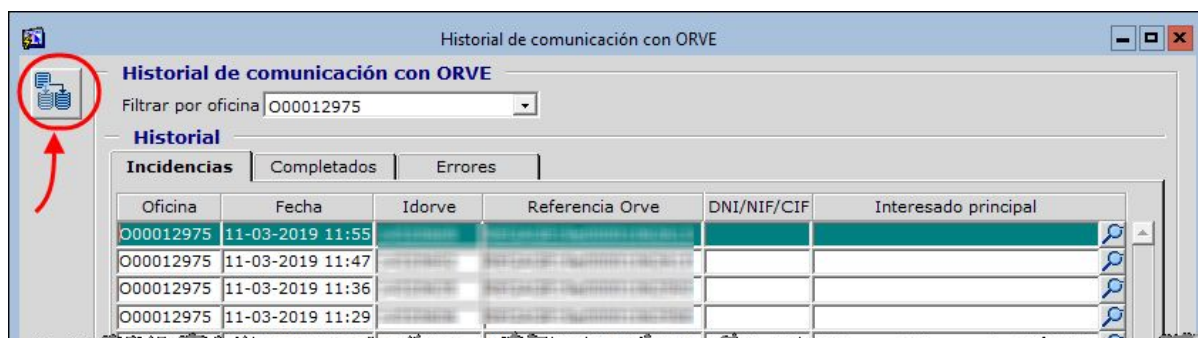 Historial de comunicación con ORVE
Historial de comunicación con ORVE
Filtrar por oficina O00012975
Historial
Incidencias Completados Errores
Oficina Fecha Idorve Referencia Orve DNI/NIF/CIF Interesado principal
O00012975 11-03-2019 11:55
O00012975 11-03-2019 11:47
O00012975 11-03-2019 11:36
O00012975 11-03-2019 11:29